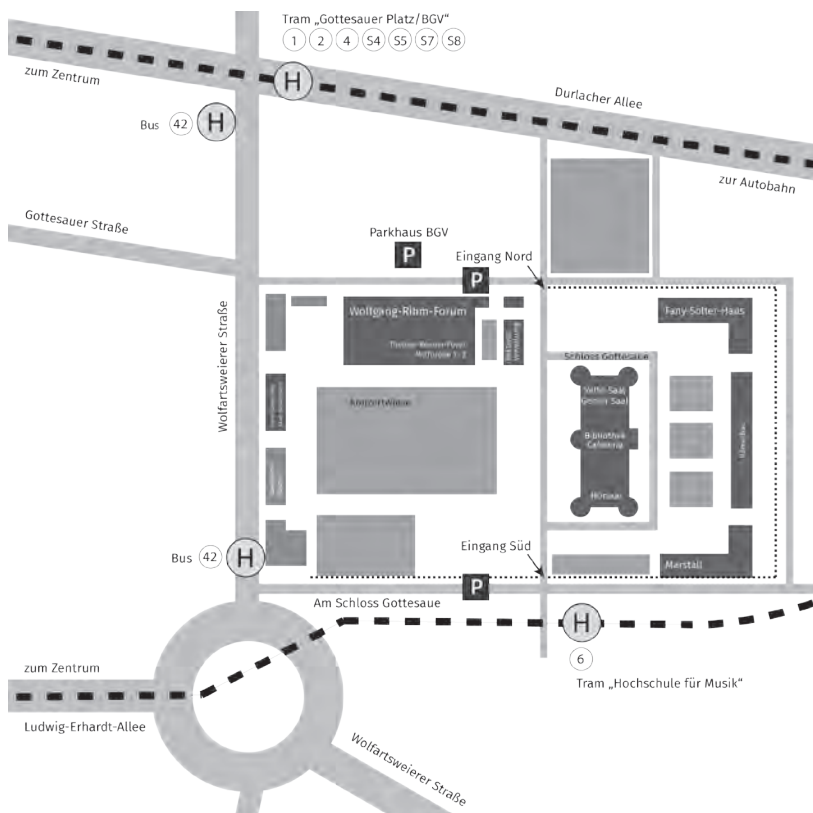 Tram „Gottesauer Platz/BGV“
1 2 4 S4 S5 S7 S8
H
zum Zentrum
Durlacher Allee
Bus 42 H
zur Autobahn
Gottesauer Straße
Parkhaus BGV
P
Eingang Nord
P
Wolfgang-Rihm-Forum
Fany-Solter-Haus
Wolfartsweierer Straße
Schloss Gottesaue
Velte-Saal
Genuit Saal
Bibliothek
Cafeteria
Hörsaal
Eingang Süd
Bus 42 H
Marstall
P
Am Schloss Gottesaue
H
6
zum Zentrum
Tram „Hochschule für Musik“
Ludwig-Erhardt-Allee
Wolfartsweierer Straße